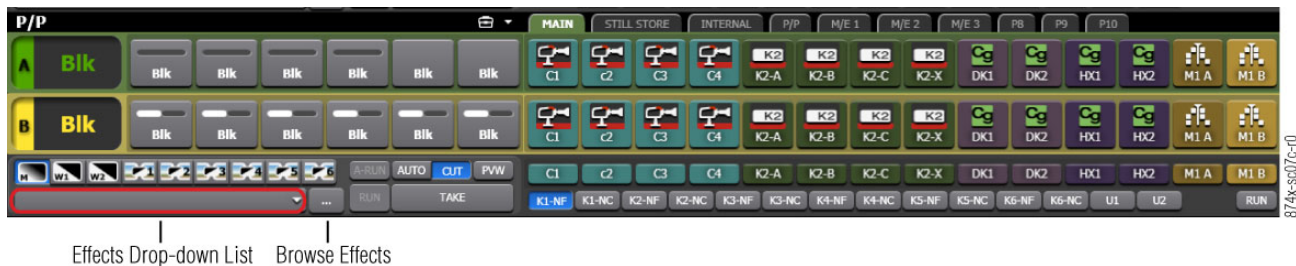 P/P MAIN STILL STORE INTERNAL P/P M/E 1 M/E 2 M/E 3 P8 P9 P10
A Blk Blk Blk Blk Blk Blk Blk C1 c2 C3 C4 K2 K2-A K2 K2-B K2 K2-C K2 K2-X Cg DK1 Cg DK2 Cg HX1 Cg HX2 M1 A M1 B
B Blk Blk Blk Blk Blk Blk Blk C1 c2 C3 C4 K2 K2-A K2 K2-B K2 K2-C K2 K2-X Cg DK1 Cg DK2 Cg HX1 Cg HX2 M1 A M1 B
M W1 W2 1 2 3 4 5 6 A-RUN AUTO CUT PVW C1 c2 C3 C4 K2-A K2-B K2-C K2-X DK1 DK2 HX1 HX2 M1 A M1 B
... RUN TAKE K1-NF K1-NC K2-NF K2-NC K3-NF K3-NC K4-NF K4-NC K5-NF K5-NC K6-NF K6-NC U1 U2 RUN
874x-sc07c-r0
Effects Drop-down List Browse Effects